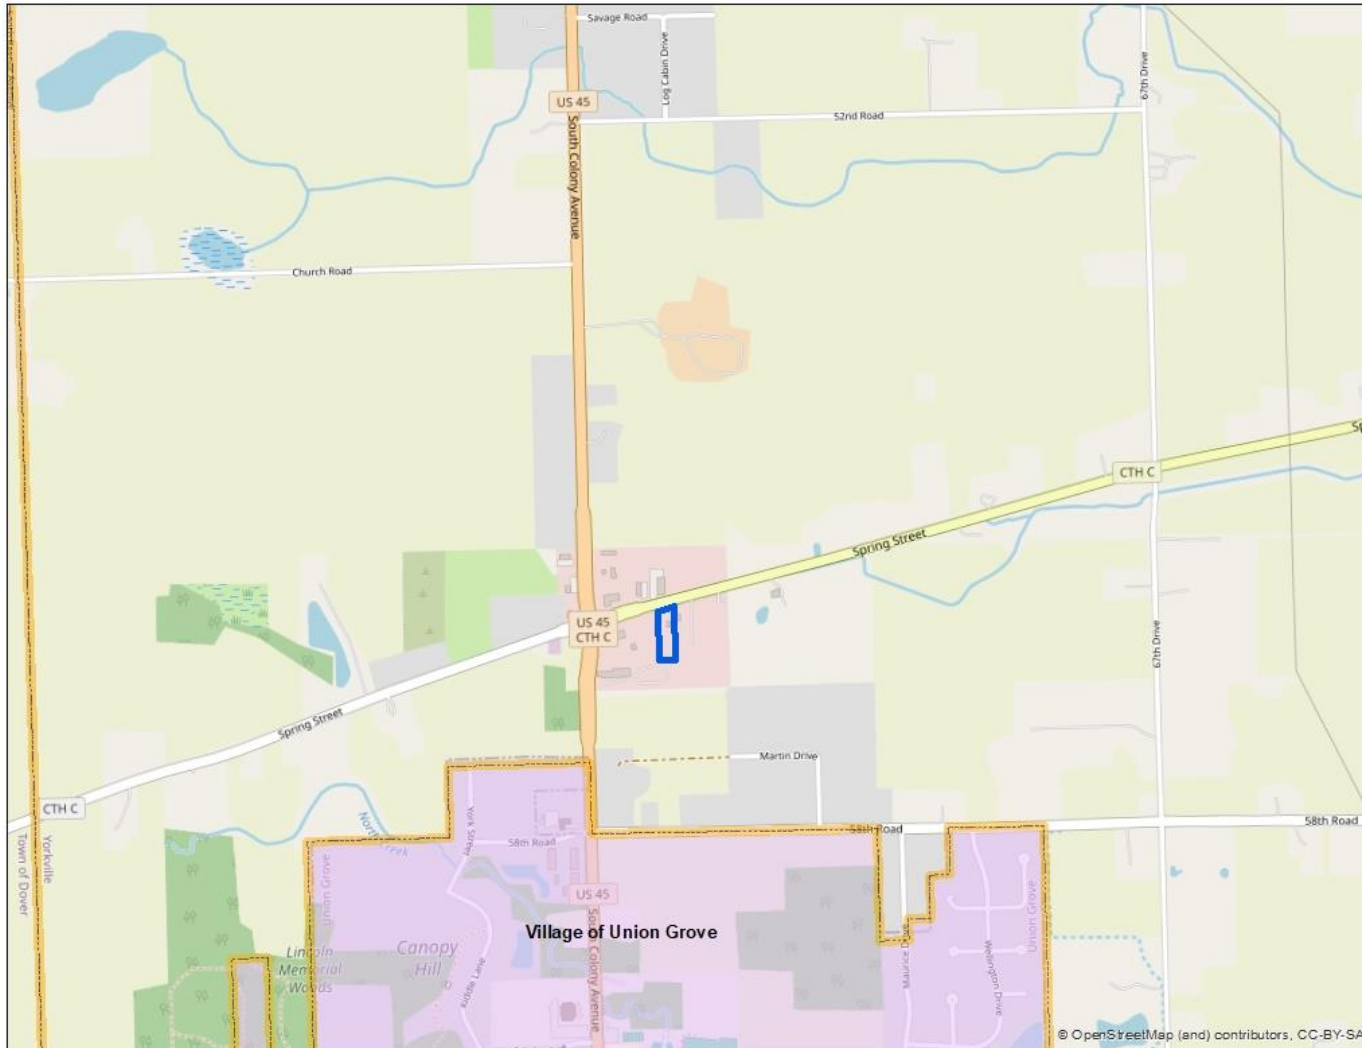 Savage Road
Log Cabin Drive
67th Drive
US 45
52nd Road
South Colony Avenue
Church Road
CTH C
Spring Street
US 45
CTH C
67th Drive
Spring Street
Martin Drive
CTH C
58th Road
58th Road
York Street
58th Road
North
Creek
Yorkville
Town of Dover
Union Grove
US 45
Union Grove
Village of Union Grove
South Colony Avenue
Canopy
Hill
Lincoln
Memorial
Woods
Kiddle Lane
Maurice Drive
Wellington Drive
© OpenStreetMap (and) contributors, CC-BY-SA